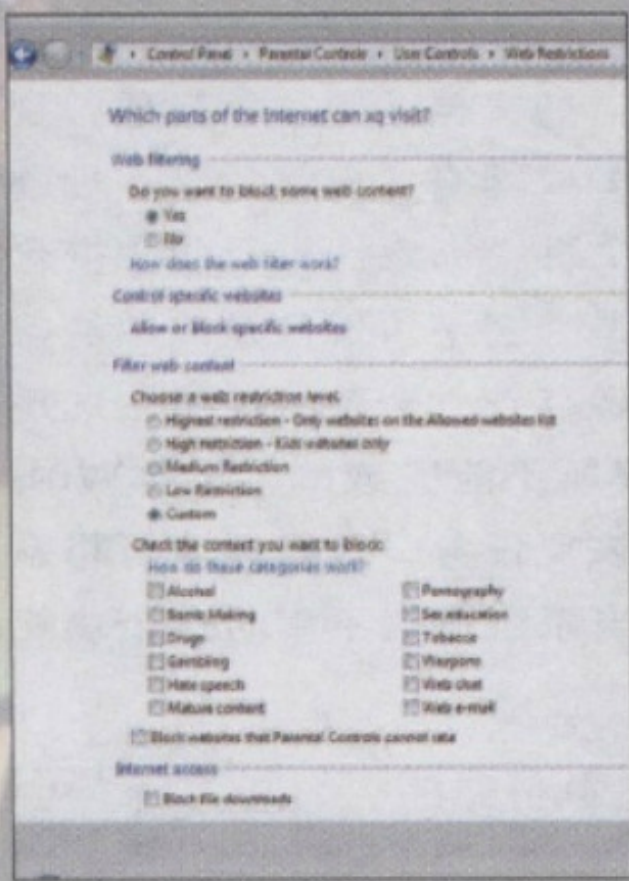 Control Panel ▸ Parental Controls ▸ User Controls ▸ Web Restrictions
Which parts of the Internet can xq visit?
Web filtering
Do you want to block some web content?
Yes
No
How does the web filter work?
Control specific websites
Allow or block specific websites
Filter web content
Choose a web restriction level:
Highest restriction - Only websites on the Allowed websites list
High restriction - Kids websites only
Medium Restriction
Low Restriction
Custom
Check the content you want to block:
How do these categories work?
Alcohol Pornography
Bomb Making Sex education
Drugs Tobacco
Gambling Weapons
Hate speech Web chat
Mature content Web e-mail
Block websites that Parental Controls cannot rate
Internet access
Block file downloads